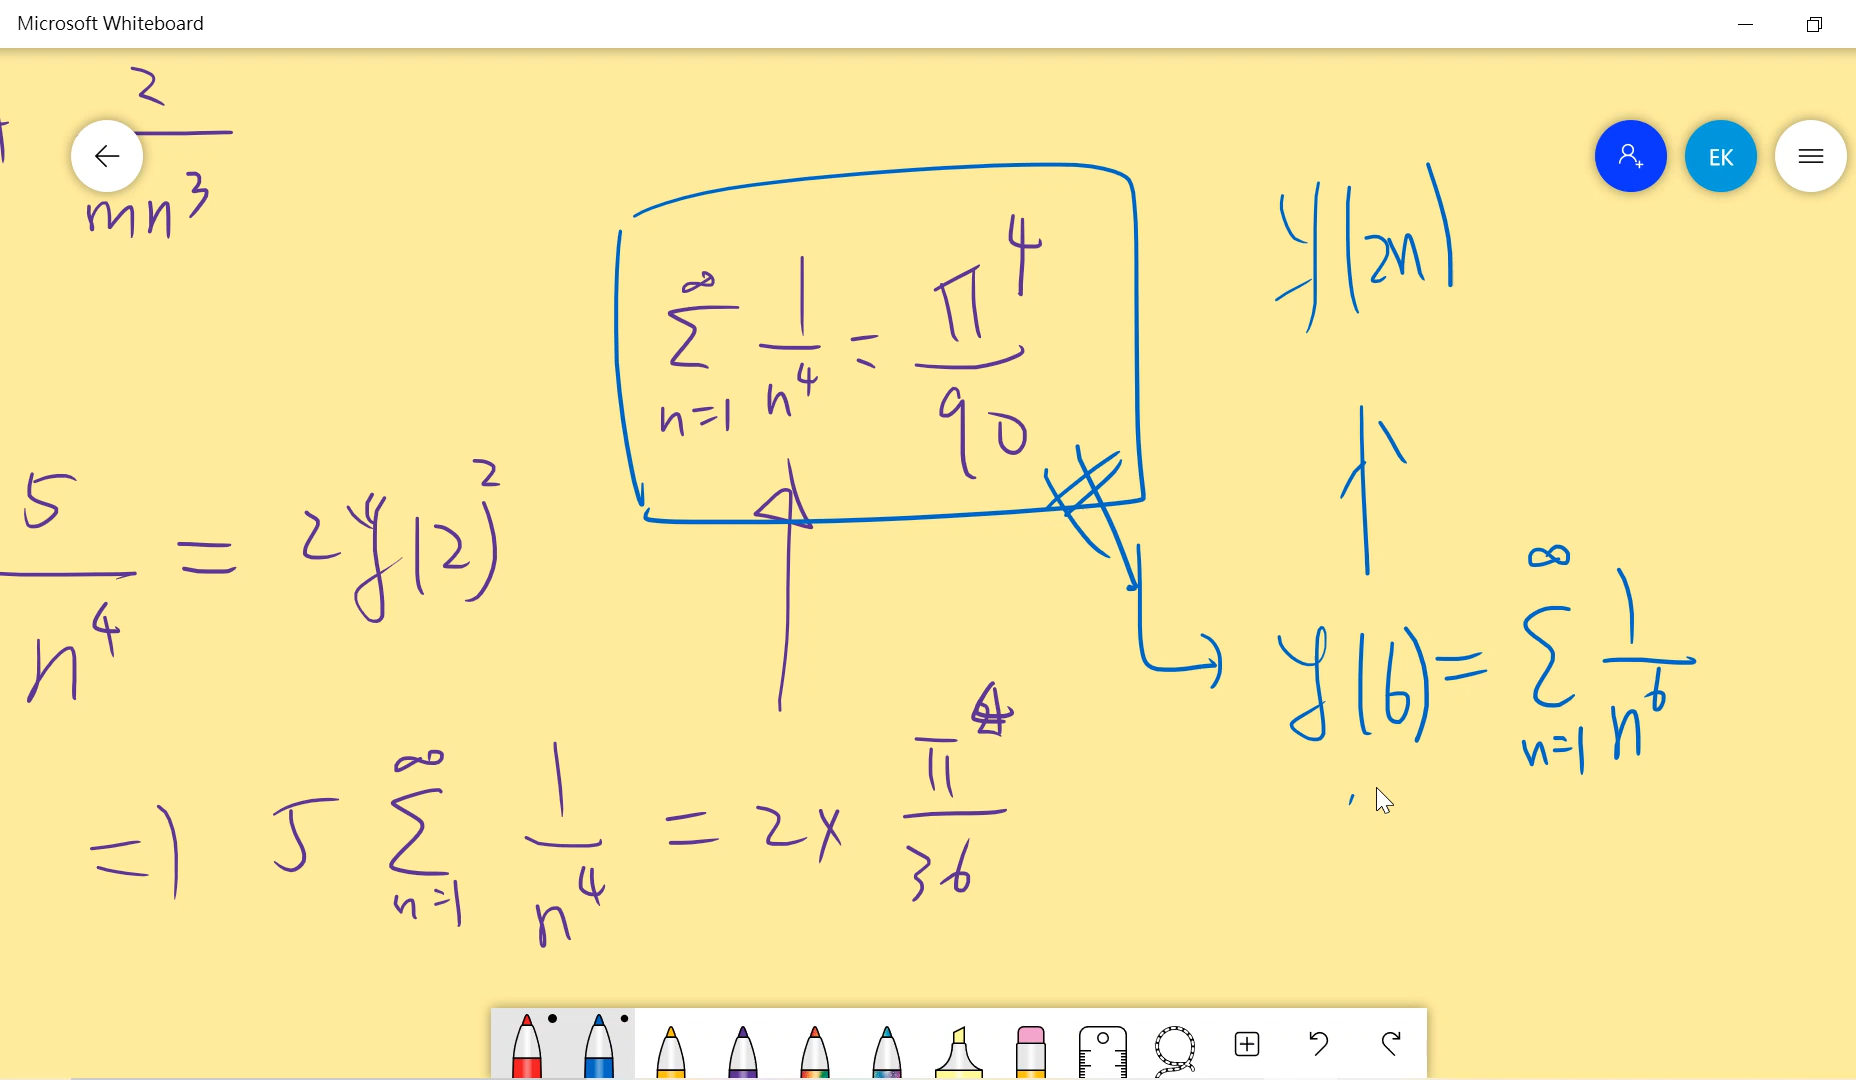 Microsoft Whiteboard
2
mn³
EK
∞
∑ 1/n⁴ = π⁴/90
n=1
y(2n)
5/n⁴ = 2y(2)²
y(6) = ∑ 1/n⁶
∞
n=1
=) 5 ∑ 1/n⁴ = 2 x π⁴/36
∞
n=1